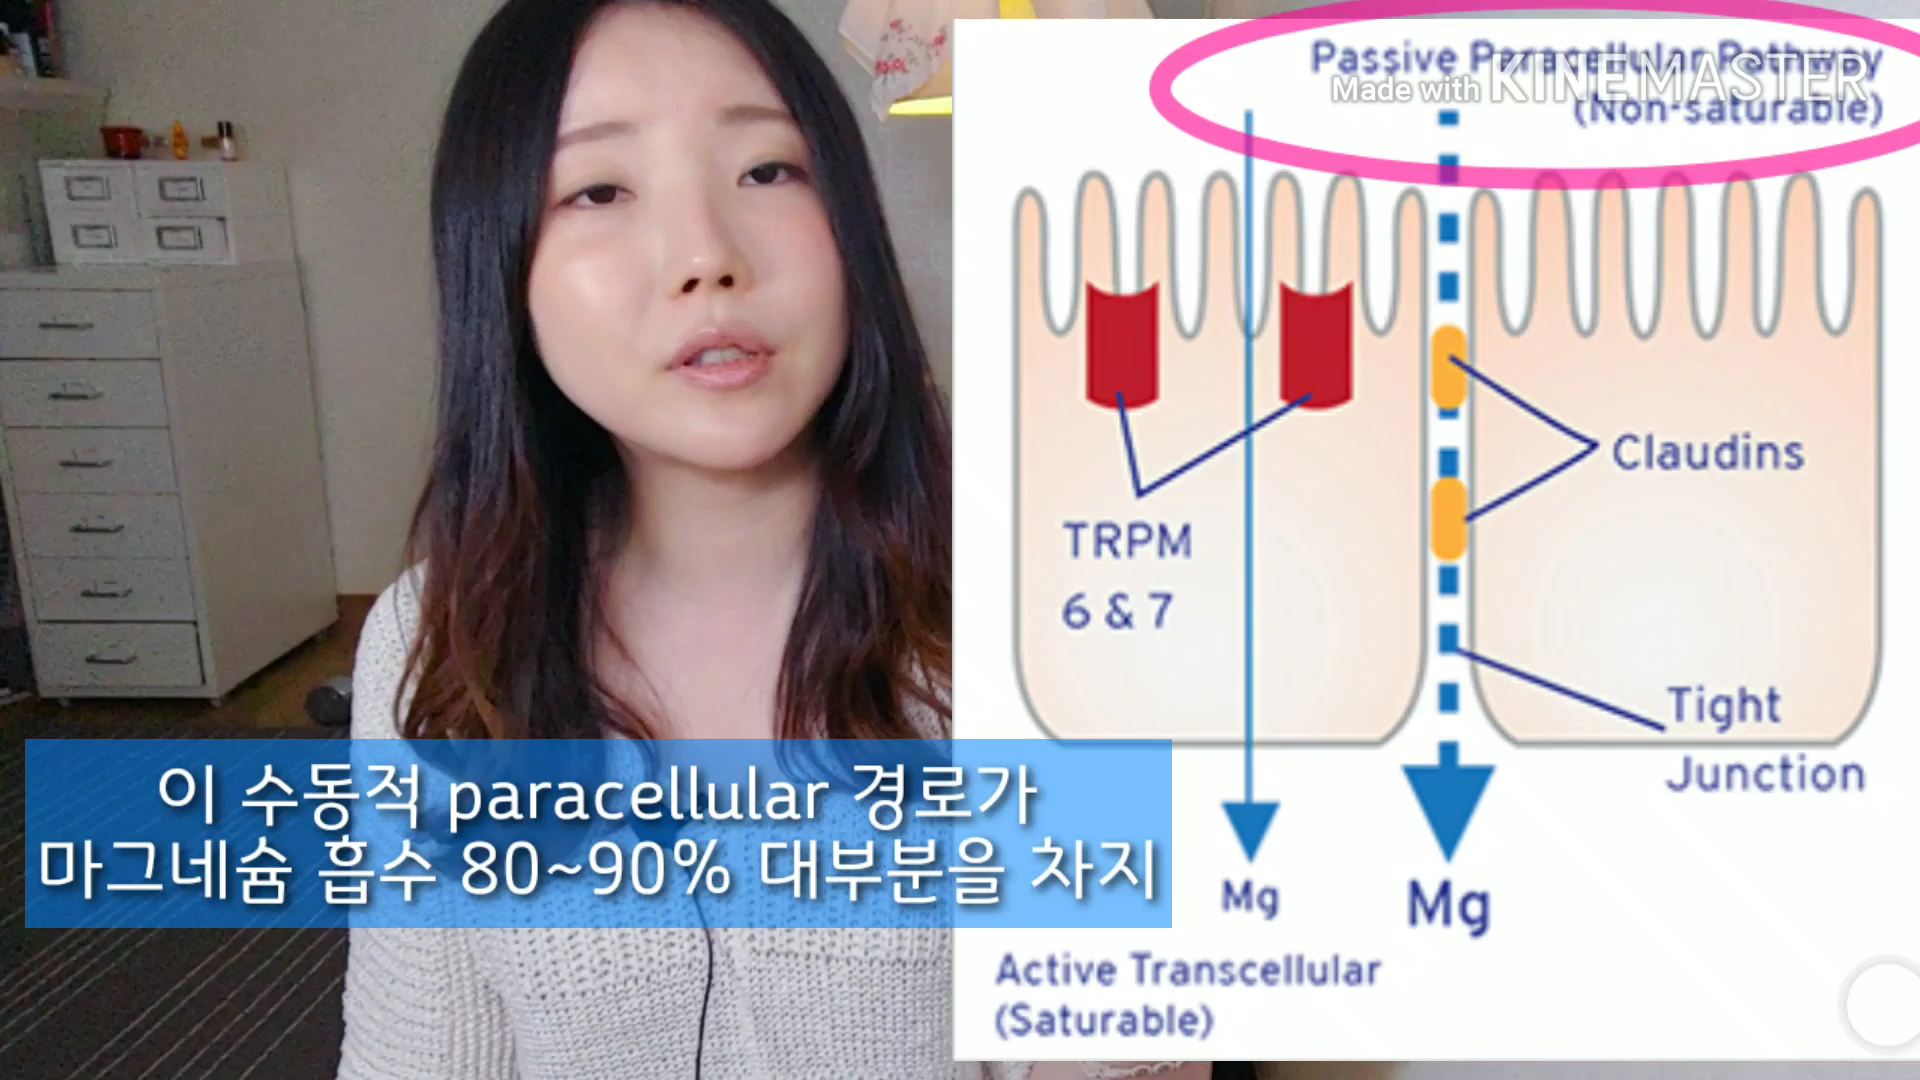 Passive Paracellular Pathway
Made with KINEMASTER
(Non-saturable)
Claudins
TRPM
6 & 7
Tight
Junction
이 수동적 paracellular 경로가
마그네슘 흡수 80~90% 대부분을 차지
Mg
Mg
Active Transcellular
(Saturable)